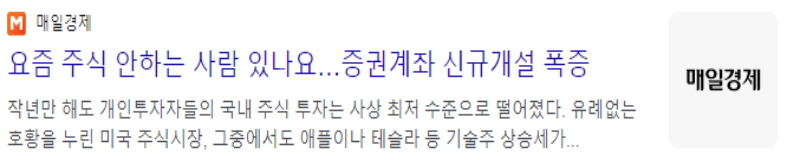 M 매일경제
요즘 주식 안하는 사람 있나요...증권계좌 신규개설 폭증
매일경제
작년만 해도 개인투자자들의 국내 주식 투자는 사상 최저 수준으로 떨어졌다. 유례없는
호황을 누린 미국 주식시장, 그중에서도 애플이나 테슬라 등 기술주 상승세가...